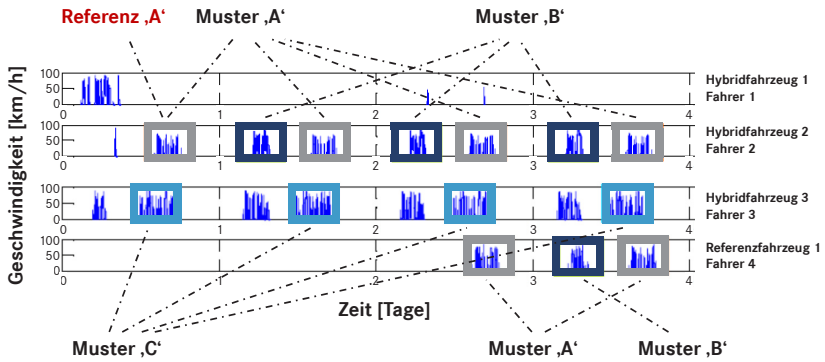 Referenz ‚A‘ Muster ‚A‘ Muster ‚B‘
Geschwindigkeit [km/h]
100
50
0
0 1 2 3 4
Hybridfahrzeug 1
Fahrer 1
100
50
0
0 1 2 3 4
Hybridfahrzeug 2
Fahrer 2
100
50
0
0 1 2 3 4
Hybridfahrzeug 3
Fahrer 3
100
50
0
0 1 2 3 4
Referenzfahrzeug 1
Fahrer 4
Zeit [Tage]
Muster ‚C‘ Muster ‚A‘ Muster ‚B‘